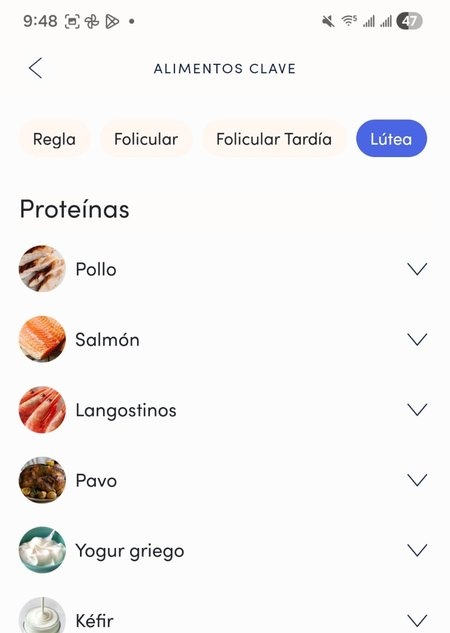 9:48
47
ALIMENTOS CLAVE
Regla Folicular Folicular Tardía Lútea
Proteínas
Pollo
Salmón
Langostinos
Pavo
Yogur griego
Kéfir